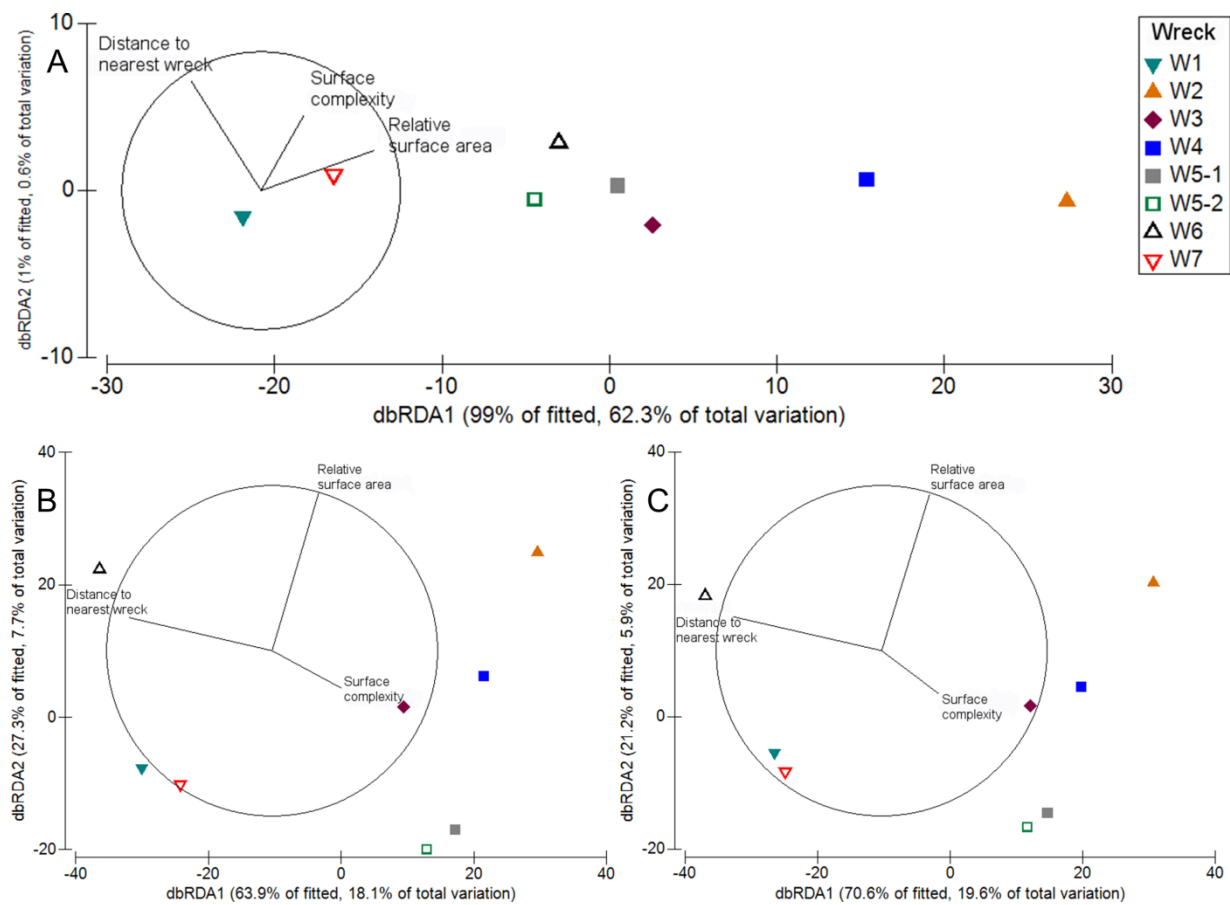 A
10
0
-10
dbRDA2 (1% of fitted, 0.6% of total variation)
Distance to
nearest wreck
Surface
complexity
Relative
surface area
-30
-20
-10
0
10
20
30
dbRDA1 (99% of fitted, 62.3% of total variation)
Wreck
W1
W2
W3
W4
W5-1
W5-2
W6
W7
B
40
20
0
-20
dbRDA2 (27.3% of fitted, 7.7% of total variation)
Relative
surface area
Distance to
nearest wreck
Surface
complexity
-40
-20
0
20
40
dbRDA1 (63.9% of fitted, 18.1% of total variation)
C
40
20
0
-20
dbRDA2 (21.2% of fitted, 5.9% of total variation)
Relative
surface area
Distance to
nearest wreck
Surface
complexity
-40
-20
0
20
40
dbRDA1 (70.6% of fitted, 19.6% of total variation)